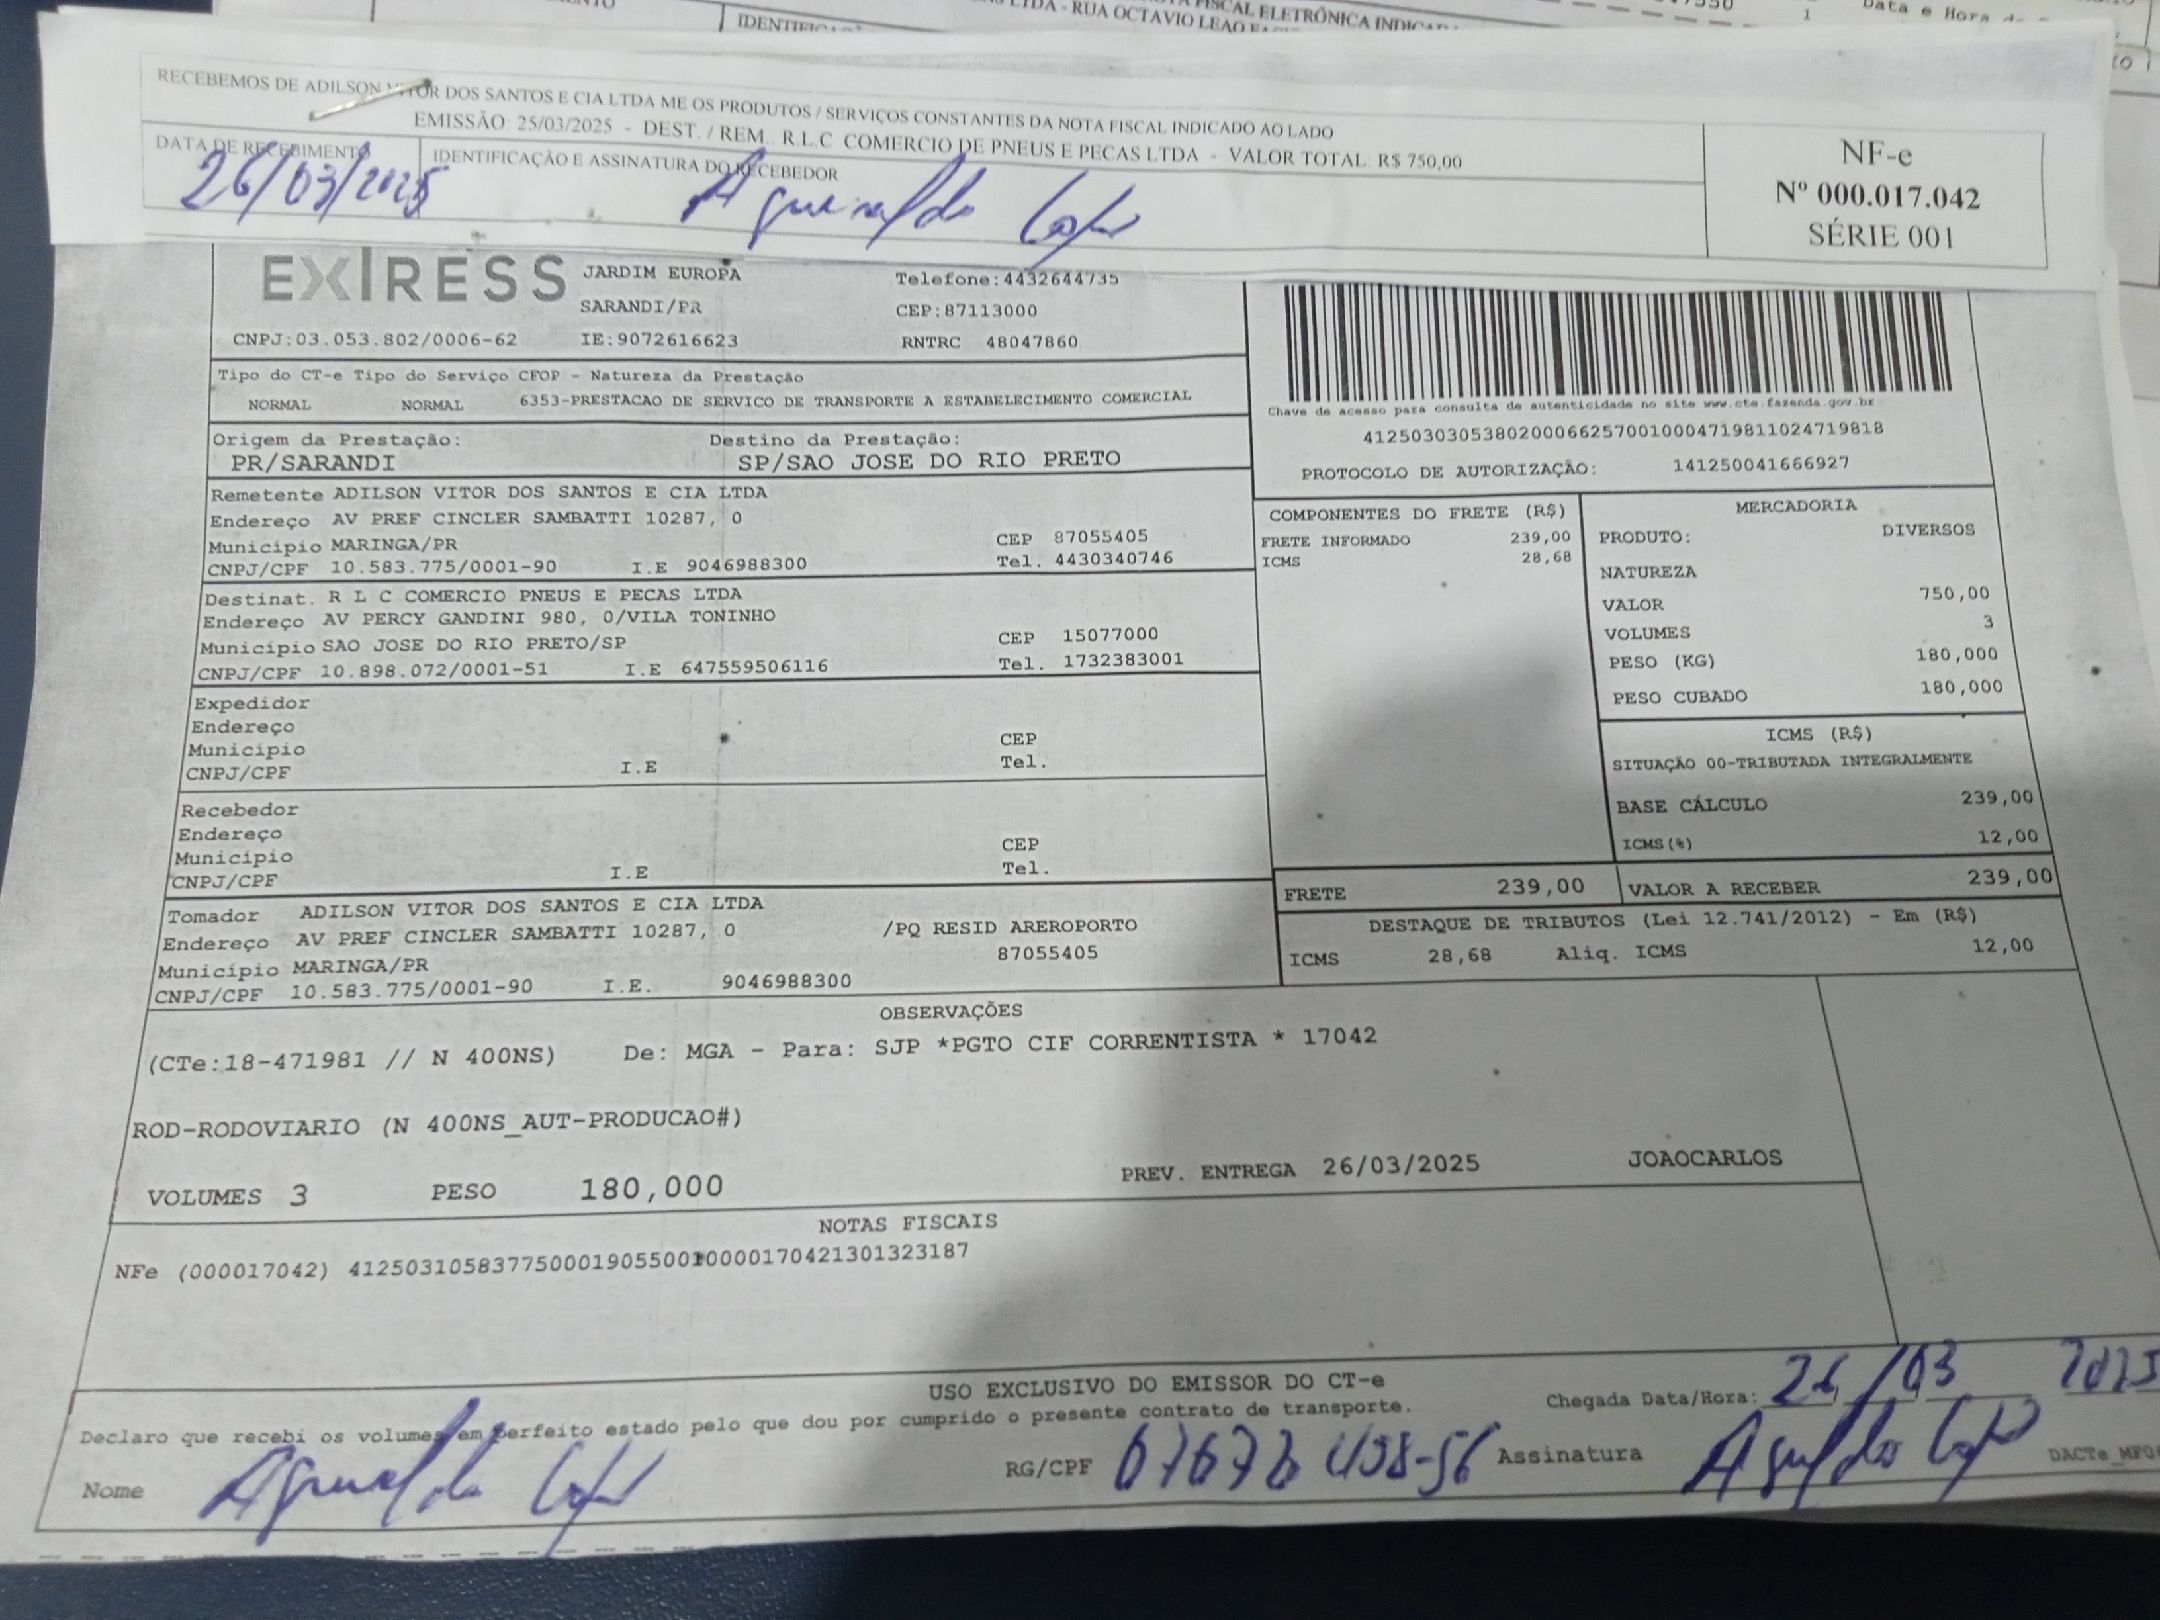 IDENTIFICAÇÃO
LTDA - RUA OCTAVIO LEAO
FISCAL ELETRÔNICA
1
Data e Hora
RECEBEMOS DE ADILSON VITOR DOS SANTOS E CIA LTDA ME OS PRODUTOS / SERVIÇOS CONSTANTES DA NOTA FISCAL INDICADO AO LADO
EMISSÃO: 25/03/2025 - DEST. / REM.: R.L.C COMERCIO DE PNEUS E PECAS LTDA - VALOR TOTAL: R$ 750,00
DATA DE RECEBIMENTO
IDENTIFICAÇÃO E ASSINATURA DO RECEBEDOR
26/03/2025
NF-e
Nº 000.017.042
SÉRIE 001
JARDIM EUROPA Telefone:4432644735
SARANDI/PR CEP:87113000
CNPJ:03.053.802/0006-62 IE:9072616623 RNTRC 48047860
Tipo do CT-e Tipo do Serviço CFOP - Natureza da Prestação
NORMAL NORMAL 6353-PRESTACAO DE SERVICO DE TRANSPORTE A ESTABELECIMENTO COMERCIAL
Chave de acesso para consulta de autenticidade no site www.cte.fazenda.gov.br
41250303053802000662570010004719811024719818
PROTOCOLO DE AUTORIZAÇÃO: 141250041666927
Origem da Prestação: Destino da Prestação:
PR/SARANDI SP/SAO JOSE DO RIO PRETO
Remetente ADILSON VITOR DOS SANTOS E CIA LTDA
Endereço AV PREF CINCLER SAMBATTI 10287, 0
Município MARINGA/PR CEP 87055405
CNPJ/CPF 10.583.775/0001-90 I.E 9046988300 Tel. 4430340746
Destinat. R L C COMERCIO PNEUS E PECAS LTDA
Endereço AV PERCY GANDINI 980, 0/VILA TONINHO
Município SAO JOSE DO RIO PRETO/SP CEP 15077000
CNPJ/CPF 10.898.072/0001-51 I.E 647559506116 Tel. 1732383001
Expedidor
Endereço
Município CEP
CNPJ/CPF I.E Tel.
Recebedor
Endereço
Município CEP
CNPJ/CPF I.E Tel.
Tomador ADILSON VITOR DOS SANTOS E CIA LTDA
Endereço AV PREF CINCLER SAMBATTI 10287, 0 /PQ RESID AREROPORTO
Município MARINGA/PR 87055405
CNPJ/CPF 10.583.775/0001-90 I.E. 9046988300
COMPONENTES DO FRETE (R$)
FRETE INFORMADO 239,00
ICMS 28,68
MERCADORIA
PRODUTO: DIVERSOS
NATUREZA
VALOR 750,00
VOLUMES 3
PESO (KG) 180,000
PESO CUBADO 180,000
ICMS (R$)
SITUAÇÃO 00-TRIBUTADA INTEGRALMENTE
BASE CÁLCULO 239,00
ICMS(%) 12,00
FRETE 239,00 VALOR A RECEBER 239,00
DESTAQUE DE TRIBUTOS (Lei 12.741/2012) - Em (R$)
ICMS 28,68 Aliq. ICMS 12,00
OBSERVAÇÕES
(CTe:18-471981 // N 400NS) De: MGA - Para: SJP *PGTO CIF CORRENTISTA * 17042
ROD-RODOVIARIO (N 400NS_AUT-PRODUCAO#)
VOLUMES 3 PESO 180,000 PREV. ENTREGA 26/03/2025 JOAOCARLOS
NOTAS FISCAIS
NFe (000017042) 41250310583775000190550010000170421301323187
USO EXCLUSIVO DO EMISSOR DO CT-e
Declaro que recebi os volumes em perfeito estado pelo que dou por cumprido o presente contrato de transporte.
Chegada Data/Hora: 26/03 2025
Nome
RG/CPF
Assinatura